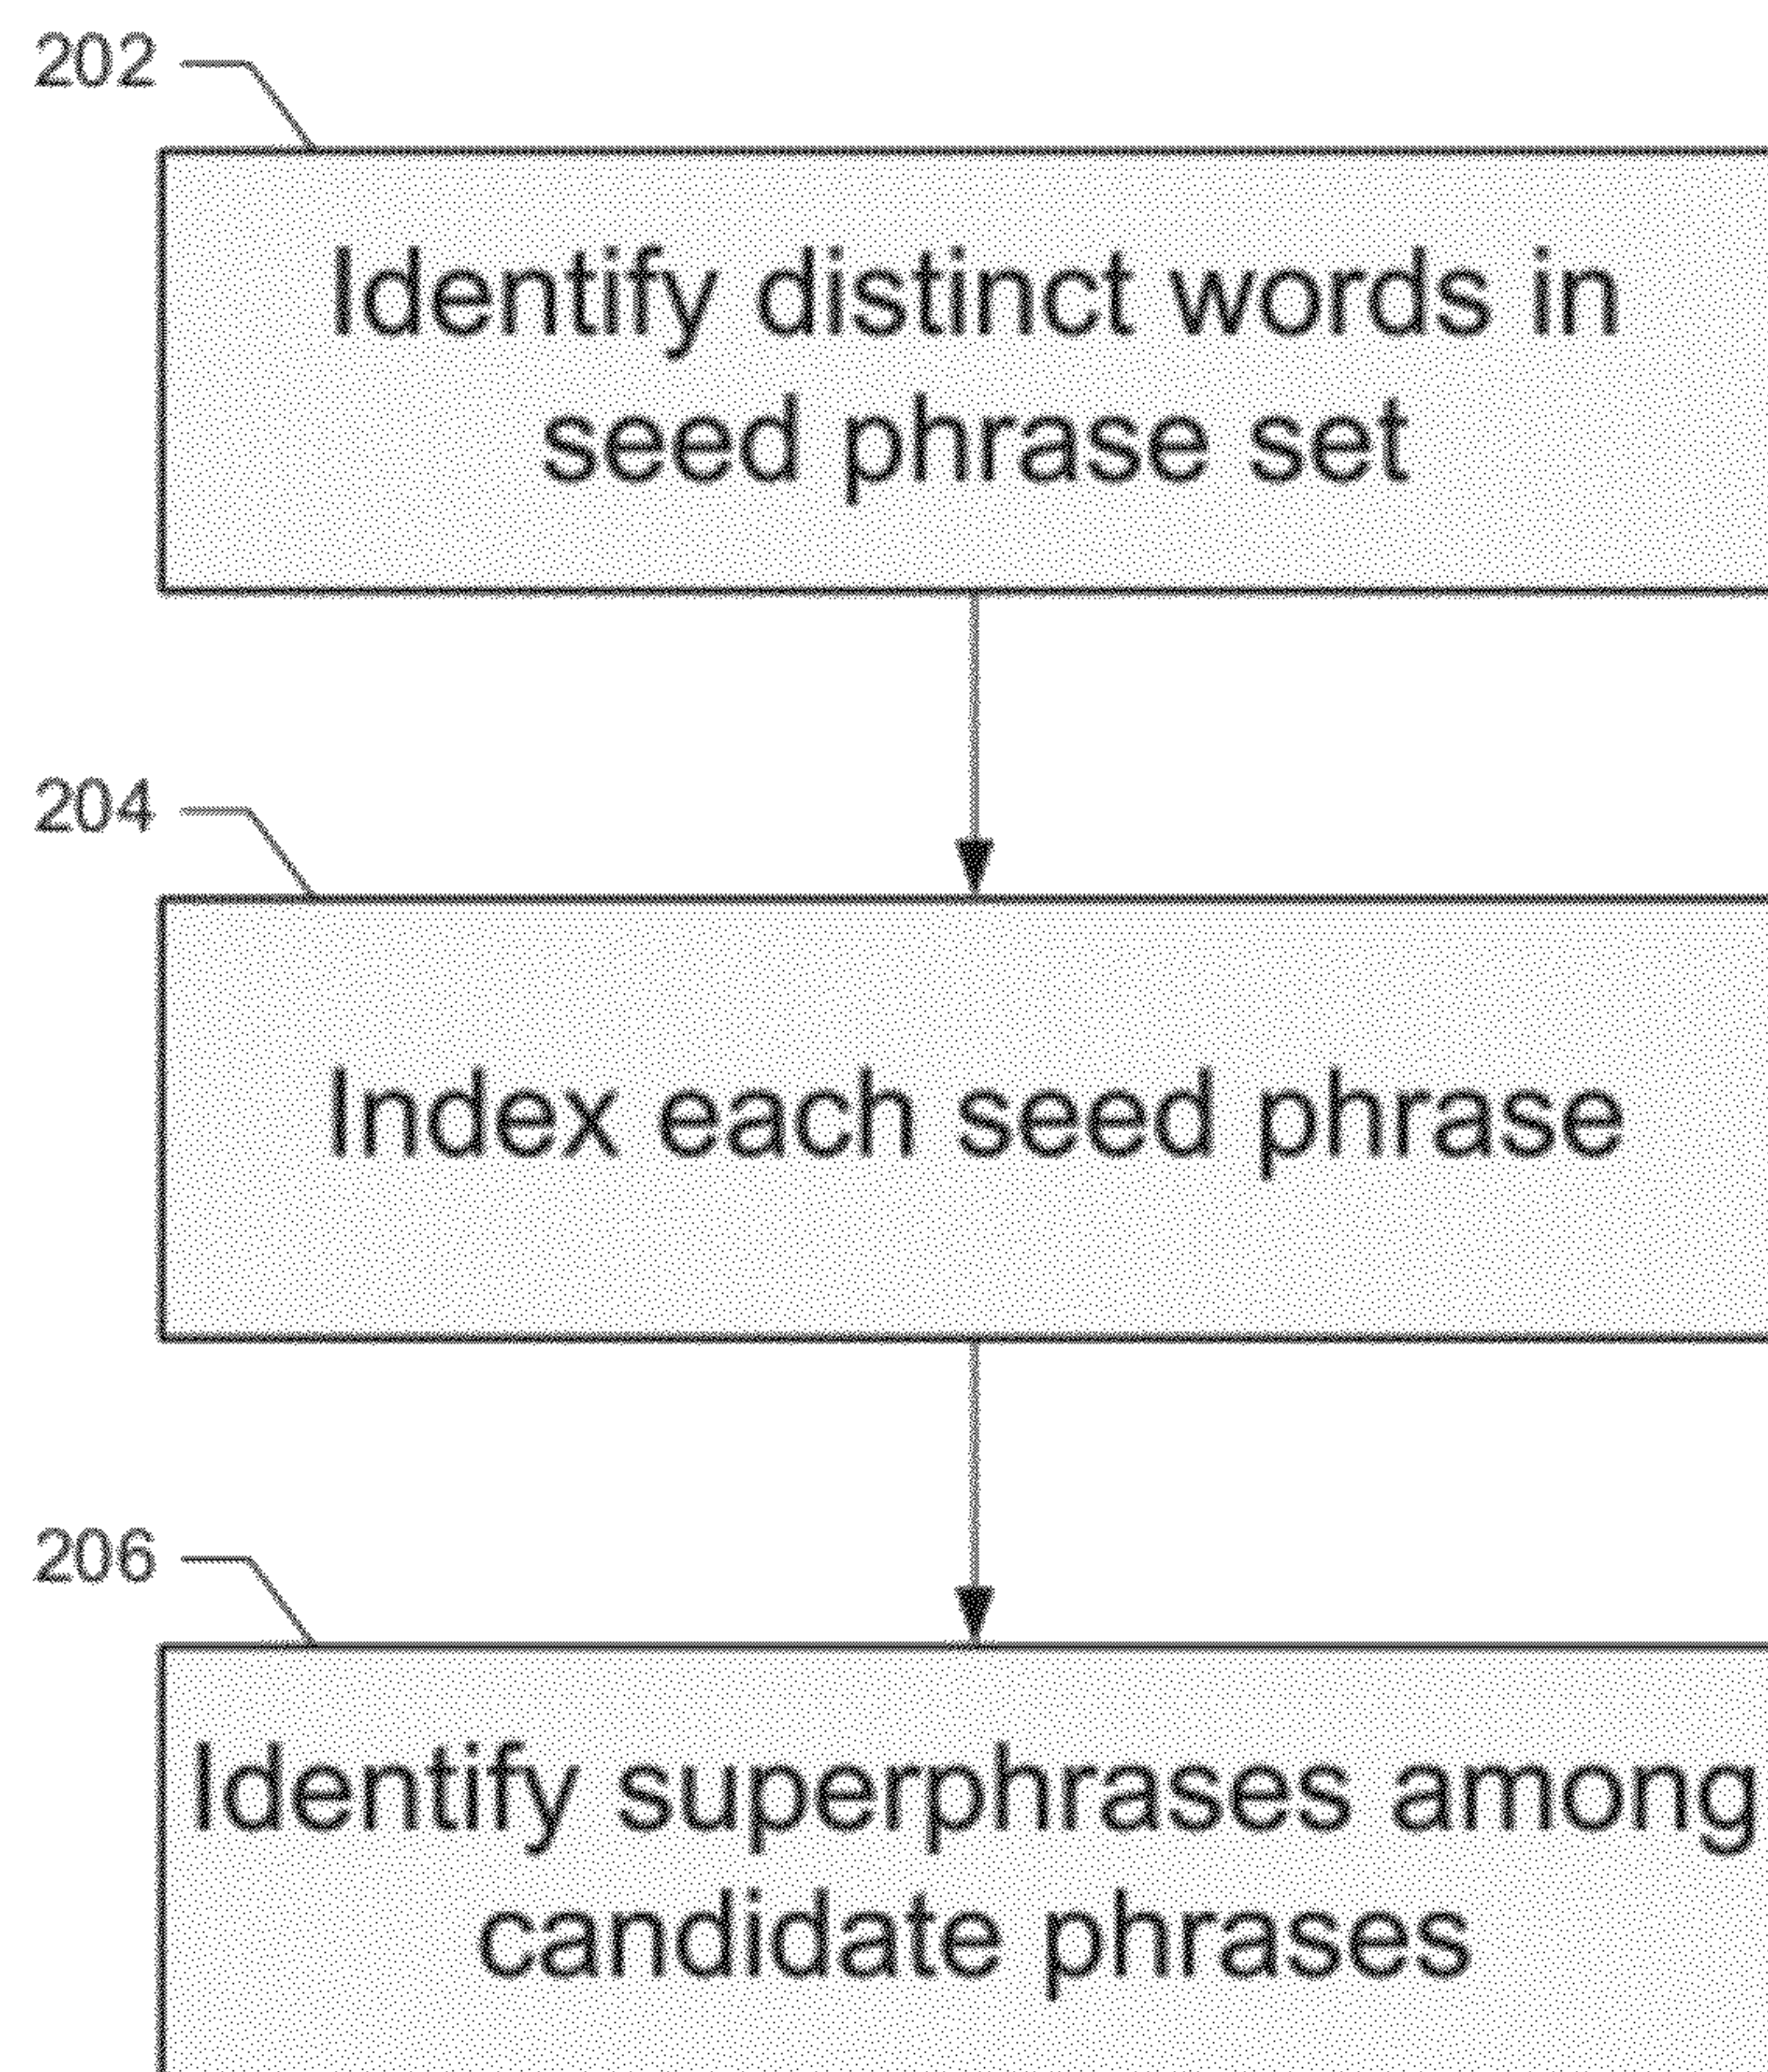 202
Identify distinct words in
seed phrase set
204
Index each seed phrase
206
Identify superphrases among
candidate phrases